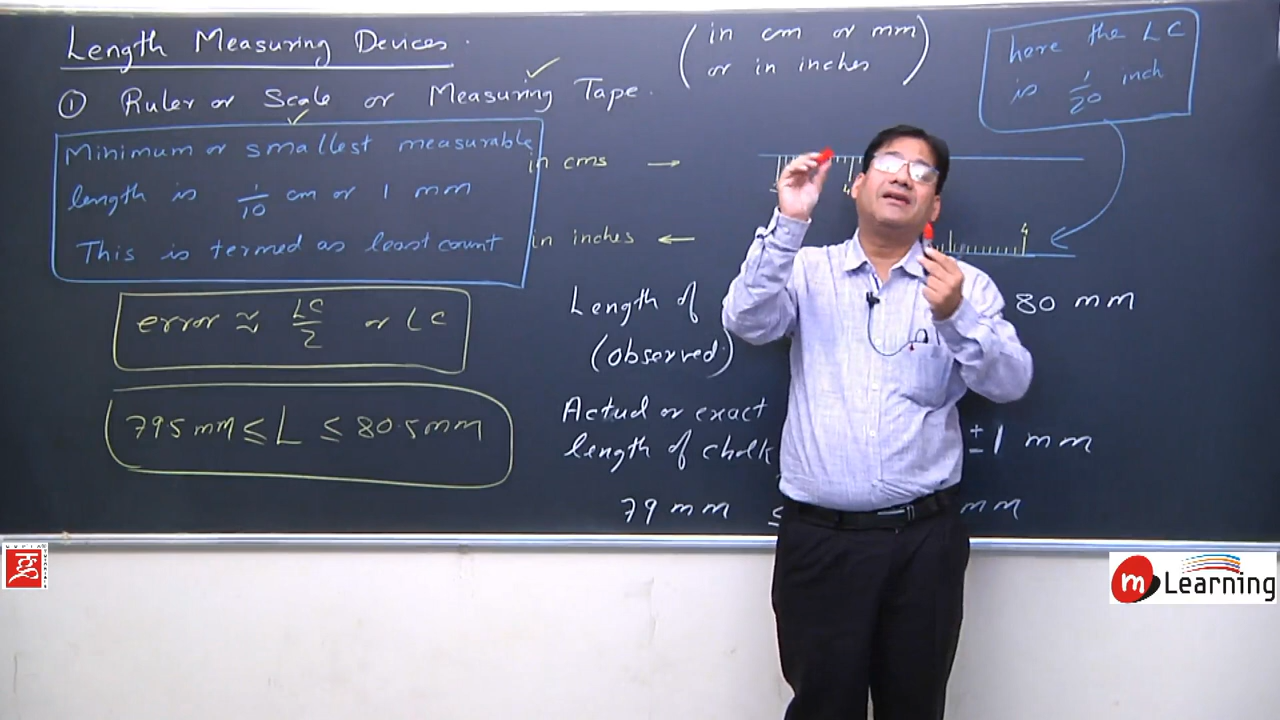 Length Measuring Devices.
(in cm or mm
or in inches)
here the LC
is 1/20 inch
① Ruler or Scale or Measuring Tape.
Minimum or smallest measurable
length is 1/10 cm or 1 mm
This is termed as least count
in cms →
4
in inches ←
4
error ≈ LC/2 or LC
795 mm ≤ L ≤ 80.5 mm
Length of 80 mm
(observed)
Actual or exact
length of chalk ± 1 mm
79 mm ≤ mm
m Learning